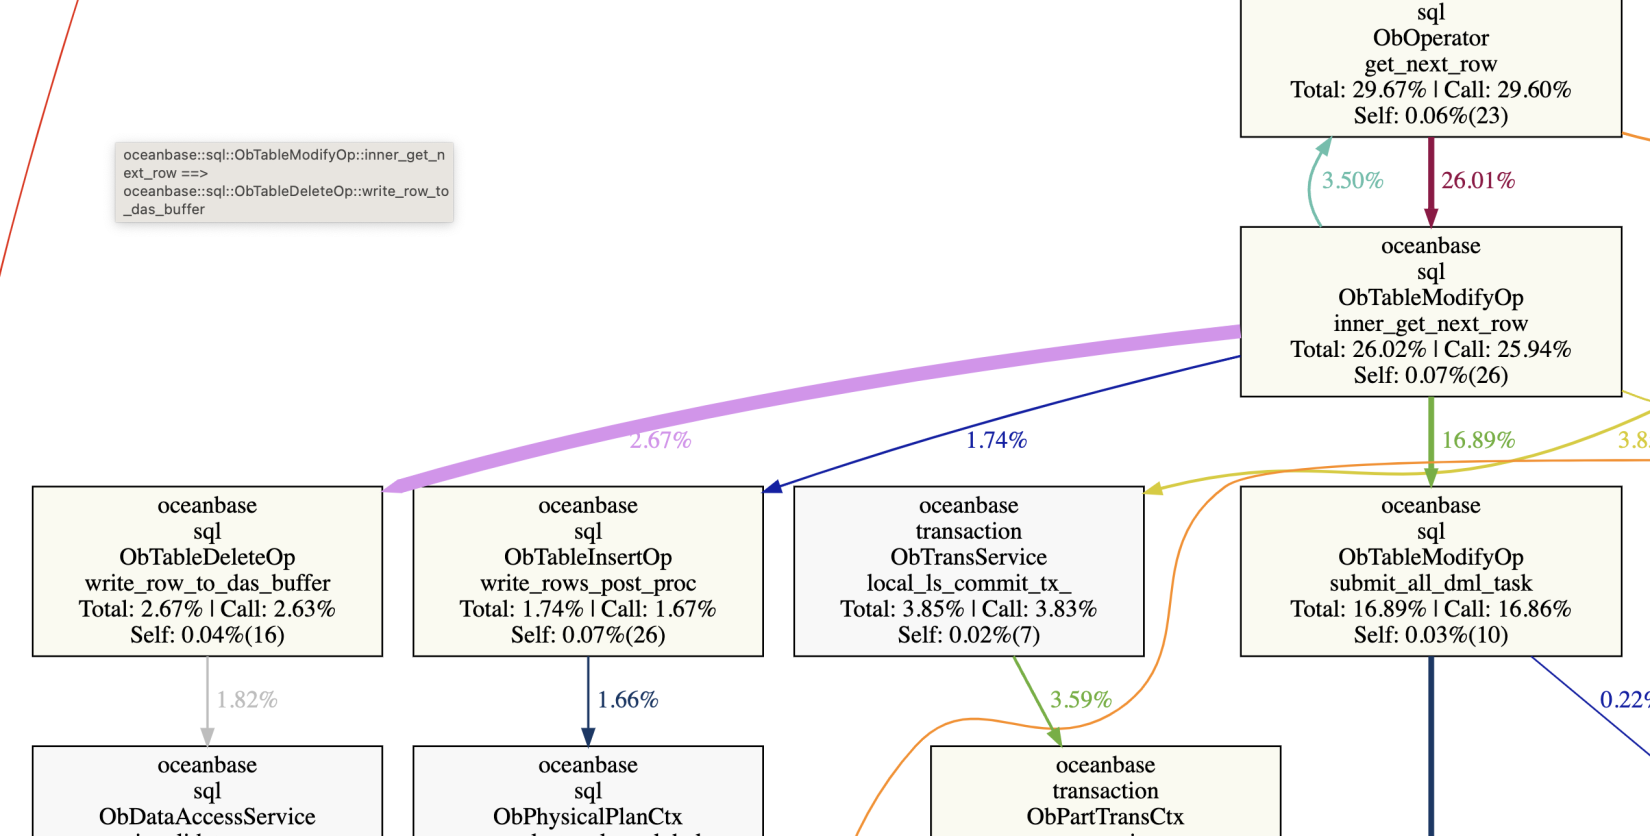 sql
ObOperator
get_next_row
Total: 29.67% | Call: 29.60%
Self: 0.06%(23)
oceanbase::sql::ObTableModifyOp::inner_get_n
ext_row ==>
oceanbase::sql::ObTableDeleteOp::write_row_to
_das_buffer
3.50%
26.01%
oceanbase
sql
ObTableModifyOp
inner_get_next_row
Total: 26.02% | Call: 25.94%
Self: 0.07%(26)
2.67%
1.74%
16.89%
oceanbase
sql
ObTableDeleteOp
write_row_to_das_buffer
Total: 2.67% | Call: 2.63%
Self: 0.04%(16)
oceanbase
sql
ObTableInsertOp
write_rows_post_proc
Total: 1.74% | Call: 1.67%
Self: 0.07%(26)
oceanbase
transaction
ObTransService
local_ls_commit_tx_
Total: 3.85% | Call: 3.83%
Self: 0.02%(7)
oceanbase
sql
ObTableModifyOp
submit_all_dml_task
Total: 16.89% | Call: 16.86%
Self: 0.03%(10)
1.82%
1.66%
3.59%
0.22%
oceanbase
sql
ObDataAccessService
oceanbase
sql
ObPhysicalPlanCtx
oceanbase
transaction
ObPartTransCtx